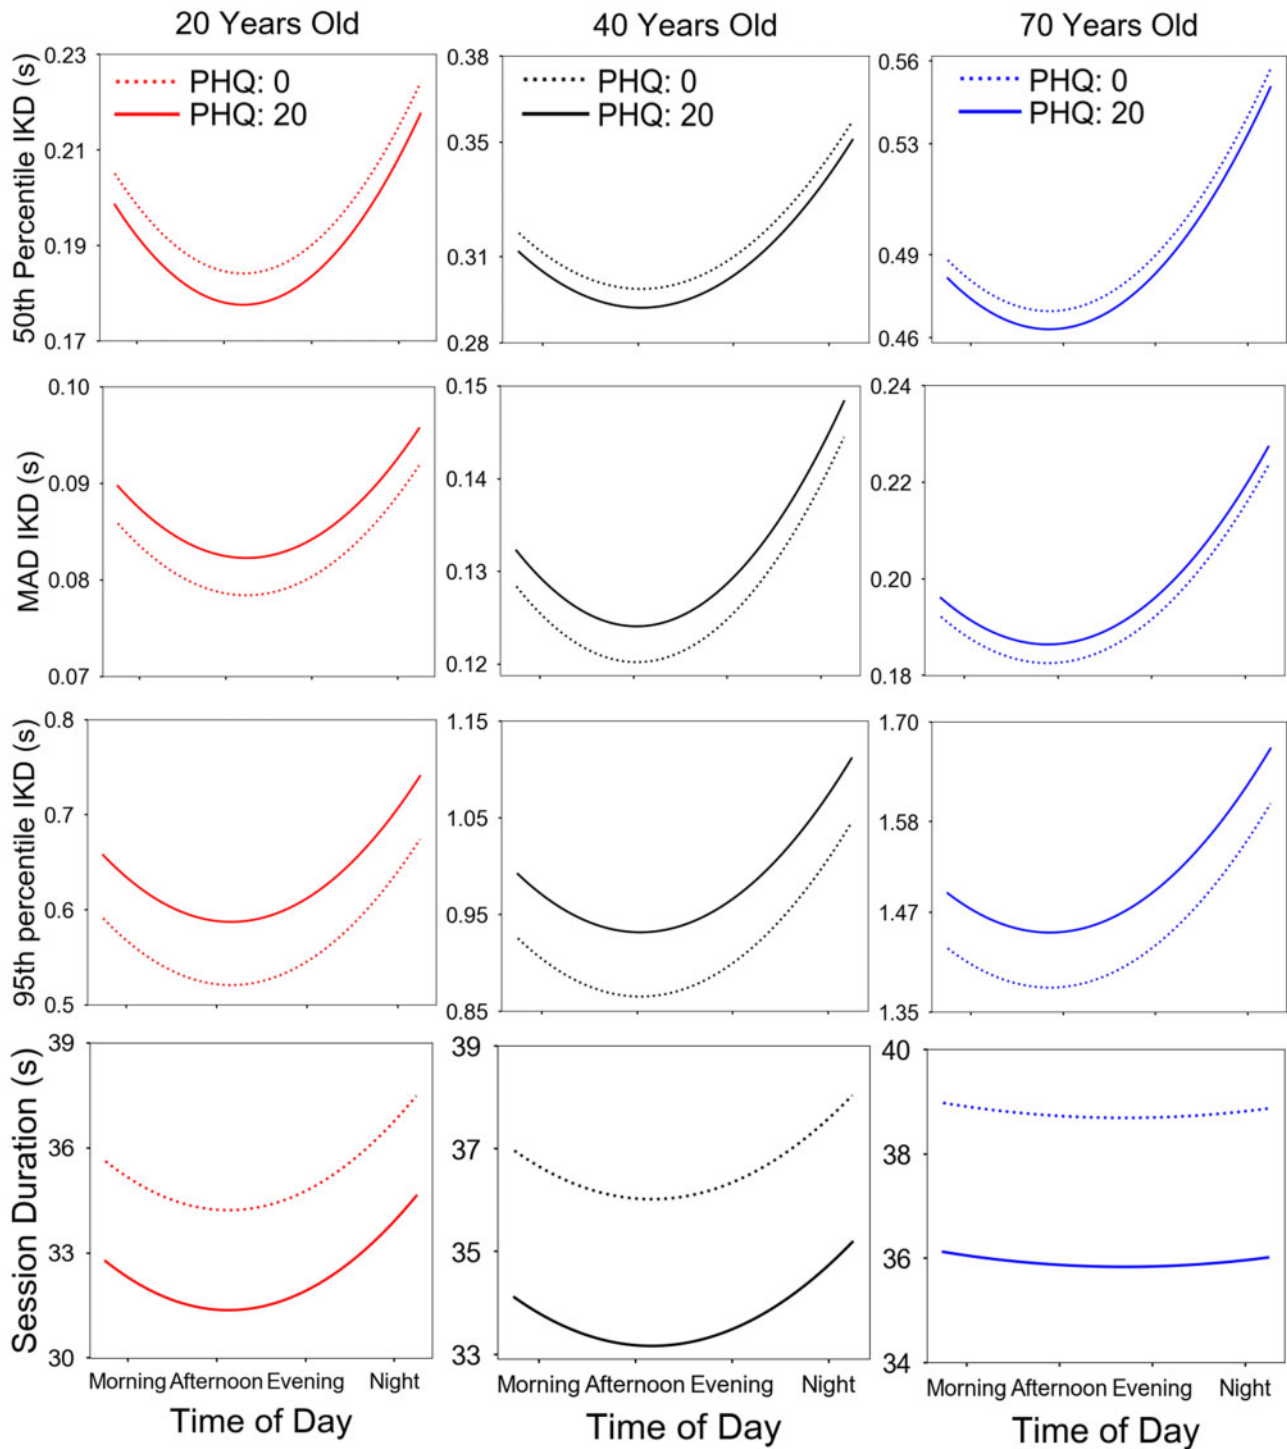 20 Years Old
40 Years Old
70 Years Old
50th Percentile IKD (s)
0.23
0.21
0.19
0.17
PHQ: 0
PHQ: 20
0.38
0.35
0.31
0.28
PHQ: 0
PHQ: 20
0.56
0.53
0.49
0.46
PHQ: 0
PHQ: 20
MAD IKD (s)
0.10
0.09
0.08
0.07
0.15
0.14
0.13
0.12
0.24
0.22
0.20
0.18
95th percentile IKD (s)
0.8
0.7
0.6
0.5
1.15
1.05
0.95
0.85
1.70
1.58
1.47
1.35
Session Duration (s)
39
36
33
30
39
37
35
33
40
38
36
34
Morning Afternoon Evening Night
Morning Afternoon Evening Night
Morning Afternoon Evening Night
Time of Day
Time of Day
Time of Day